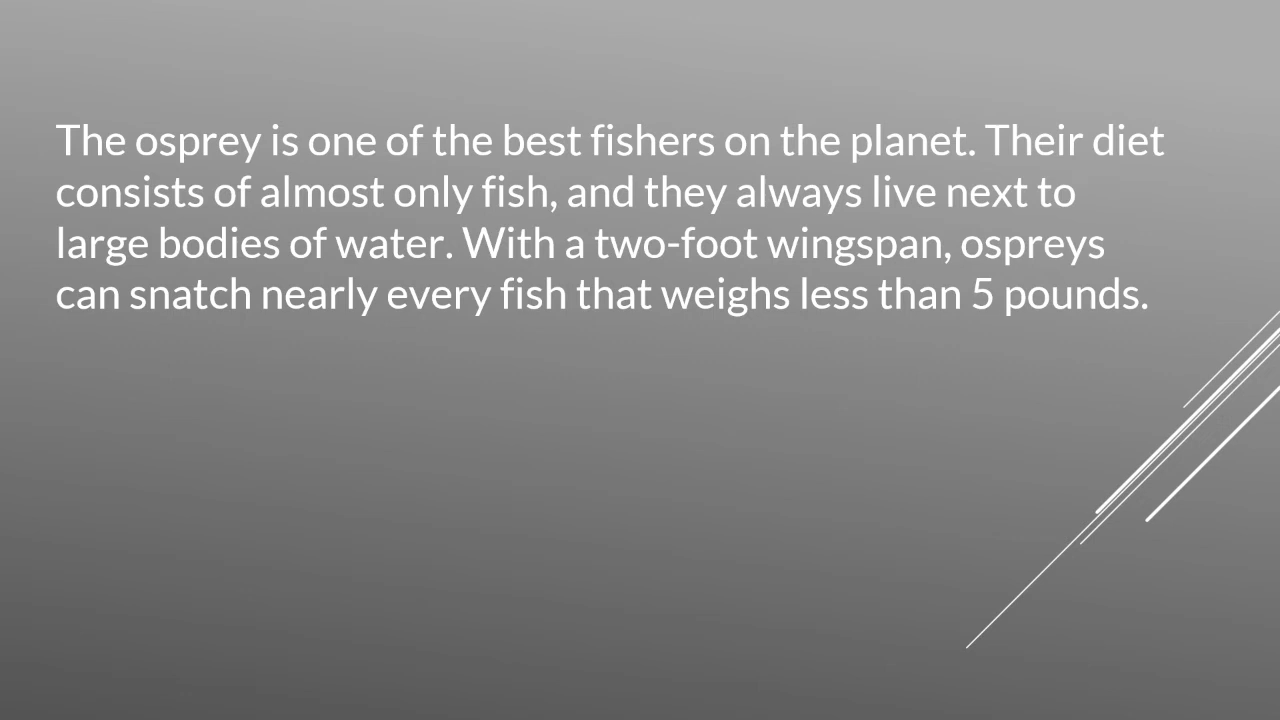 The osprey is one of the best fishers on the planet. Their diet
consists of almost only fish, and they always live next to
large bodies of water. With a two-foot wingspan, ospreys
can snatch nearly every fish that weighs less than 5 pounds.